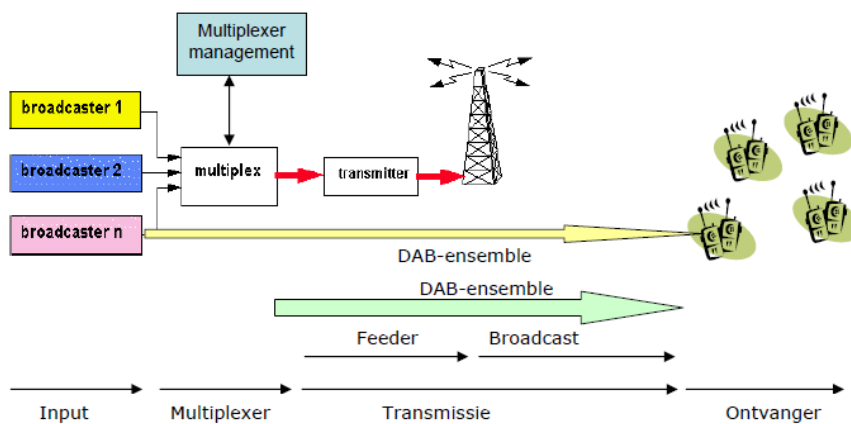 Multiplexer
management
broadcaster 1
broadcaster 2
multiplex
transmitter
broadcaster n
DAB-ensemble
DAB-ensemble
Feeder
Broadcast
Input
Multiplexer
Transmissie
Ontvanger